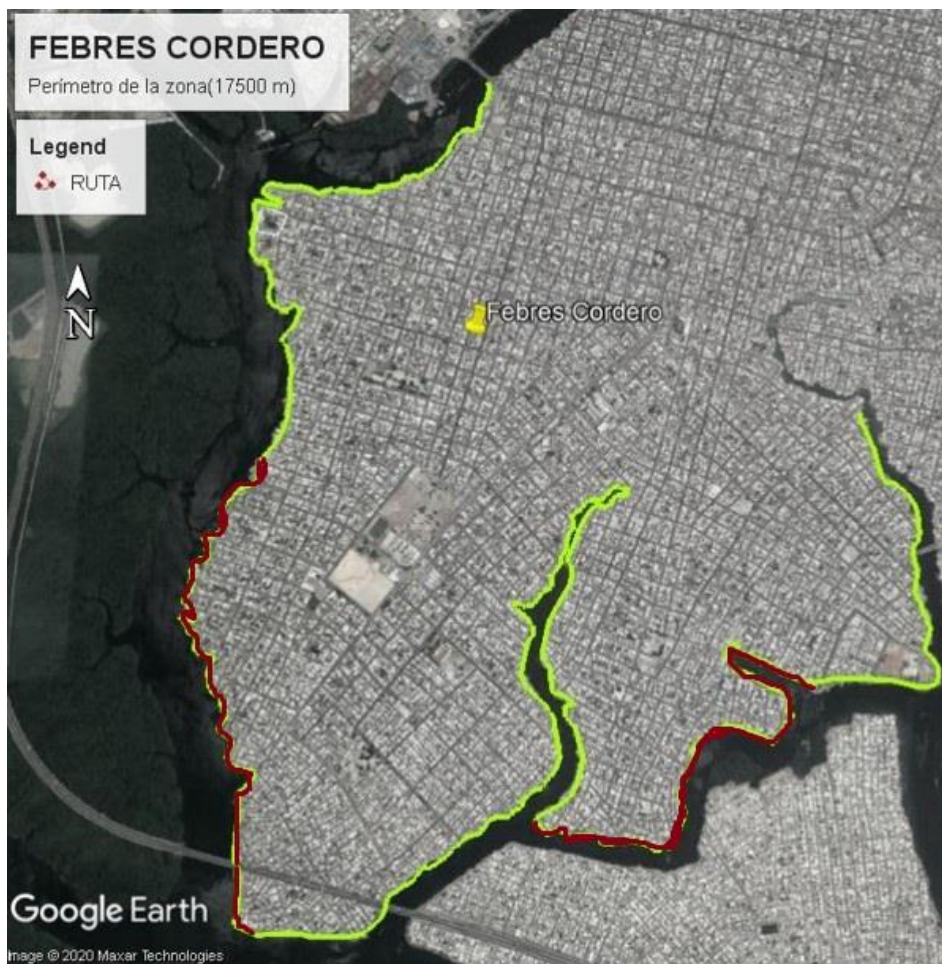 FEBRES CORDERO
Perímetro de la zona(17500 m)
Legend
RUTA
N
Febres Cordero
Google Earth
Image © 2020 Maxar Technologies